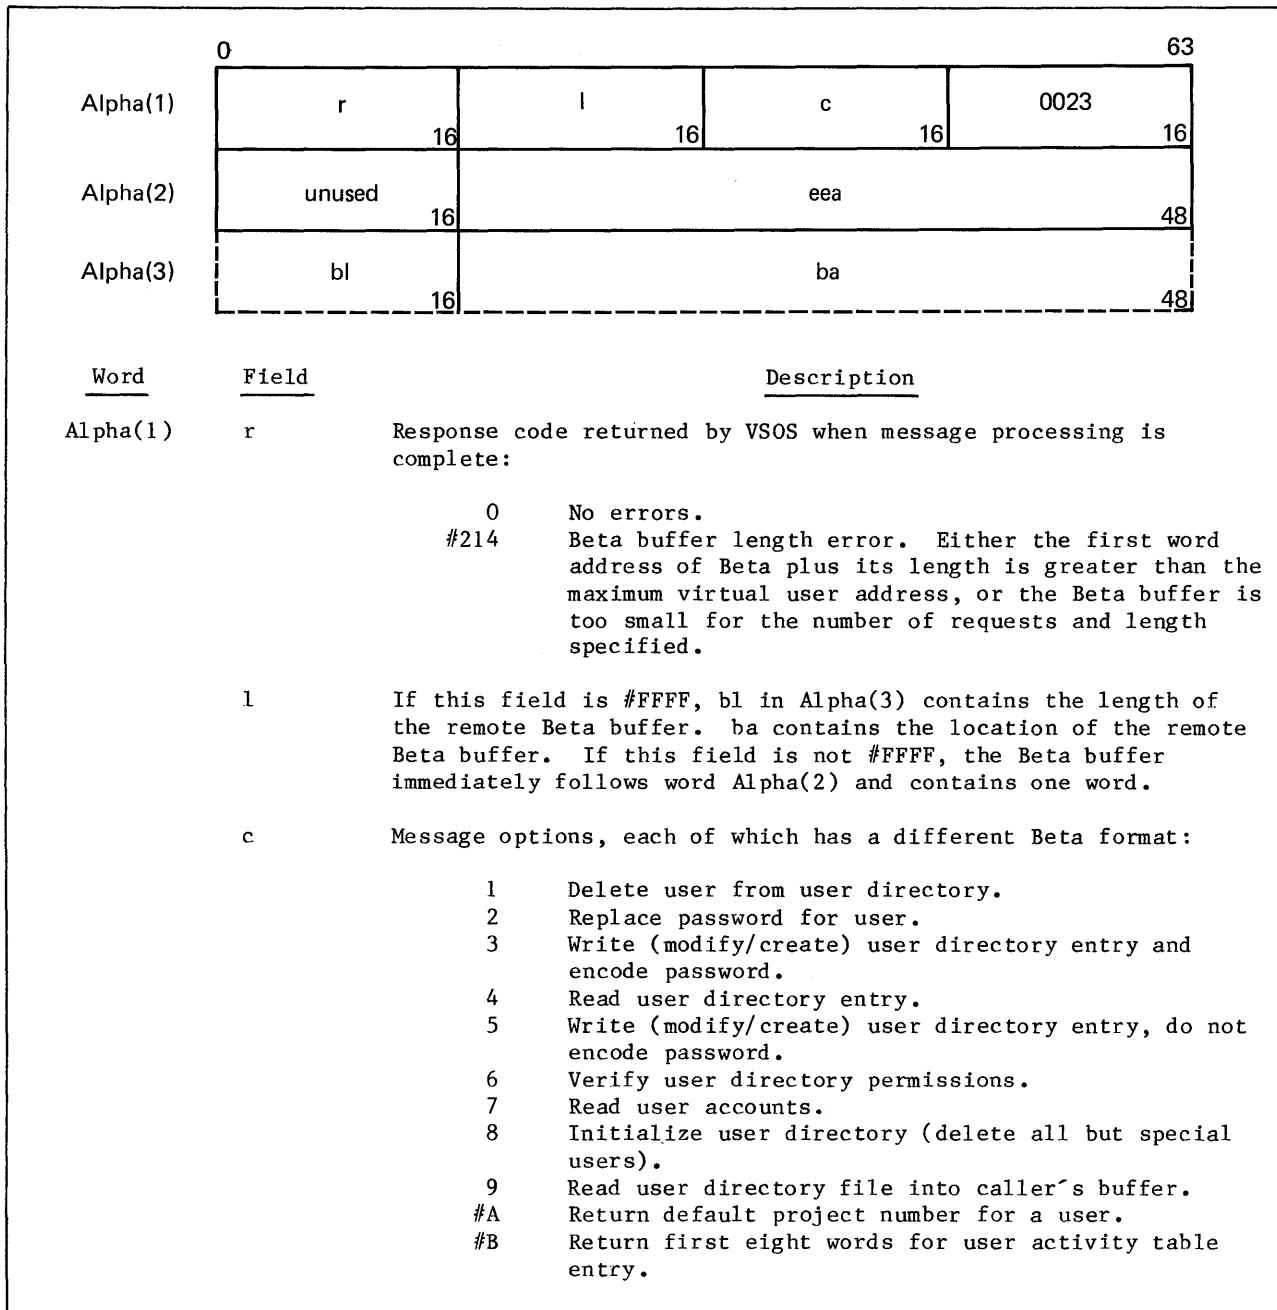 0 63
Alpha(1) r 16 l 16 c 16 0023 16
Alpha(2) unused 16 eea 48
Alpha(3) bl 16 ba 48
Word Field Description
Alpha(1) r Response code returned by VSOS when message processing is
complete:
0 No errors.
#214 Beta buffer length error. Either the first word
address of Beta plus its length is greater than the
maximum virtual user address, or the Beta buffer is
too small for the number of requests and length
specified.
l If this field is #FFFF, bl in Alpha(3) contains the length of
the remote Beta buffer. ba contains the location of the remote
Beta buffer. If this field is not #FFFF, the Beta buffer
immediately follows word Alpha(2) and contains one word.
c Message options, each of which has a different Beta format:
1 Delete user from user directory.
2 Replace password for user.
3 Write (modify/create) user directory entry and
encode password.
4 Read user directory entry.
5 Write (modify/create) user directory entry, do not
encode password.
6 Verify user directory permissions.
7 Read user accounts.
8 Initialize user directory (delete all but special
users).
9 Read user directory file into caller´s buffer.
#A Return default project number for a user.
#B Return first eight words for user activity table
entry.